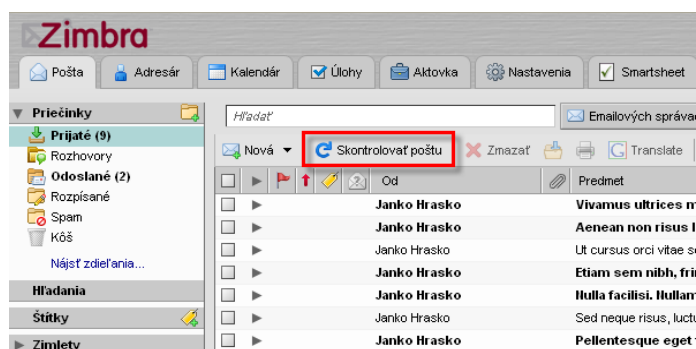 Zimbra
Pošta Adresár Kalendár Úlohy Aktovka Nastavenia Smartsheet
Priečinky
Hľadať
Emailových správa
Prijaté (9)
Nová Skontrolovať poštu Zmazať Translate
Rozhovory
Odoslané (2)
Od Predmet
Rozpísané
Janko Hrasko Vivamus ultrices m
Spam
Janko Hrasko Aenean non risus l
Kôš
Janko Hrasko Ut cursus orci vitae s
Nájsť zdieľania...
Janko Hrasko Etiam sem nibh, frin
Hľadania
Janko Hrasko Nulla facilisi. Nullam
Štítky
Janko Hrasko Sed neque risus, luctu
Zimlety
Janko Hrasko Pellentesque eget